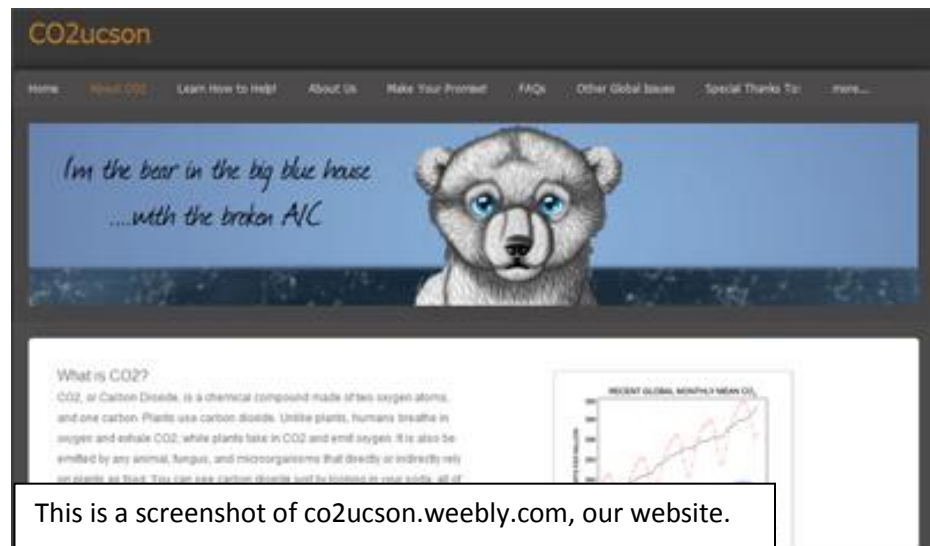 CO2ucson
Home About CO2 Learn How to Help! About Us Make Your Promise! FAQs Other Global Issues Special Thanks To: more...
I'm the bear in the big blue house
....with the broken A/C
What is CO2?
CO2, or Carbon Dioxide, is a chemical compound made of two oxygen atoms,
and one carbon. Plants use carbon dioxide. Unlike plants, humans breathe in
oxygen and exhale CO2; while plants take in CO2 and emit oxygen. It is also be
emitted by any animal, fungus, and microorganisms that directly or indirectly rely
on plants as food. You can see carbon dioxide just by looking in your soda, all of
RECENT GLOBAL MONTHLY MEAN CO2
This is a screenshot of co2ucson.weebly.com, our website.